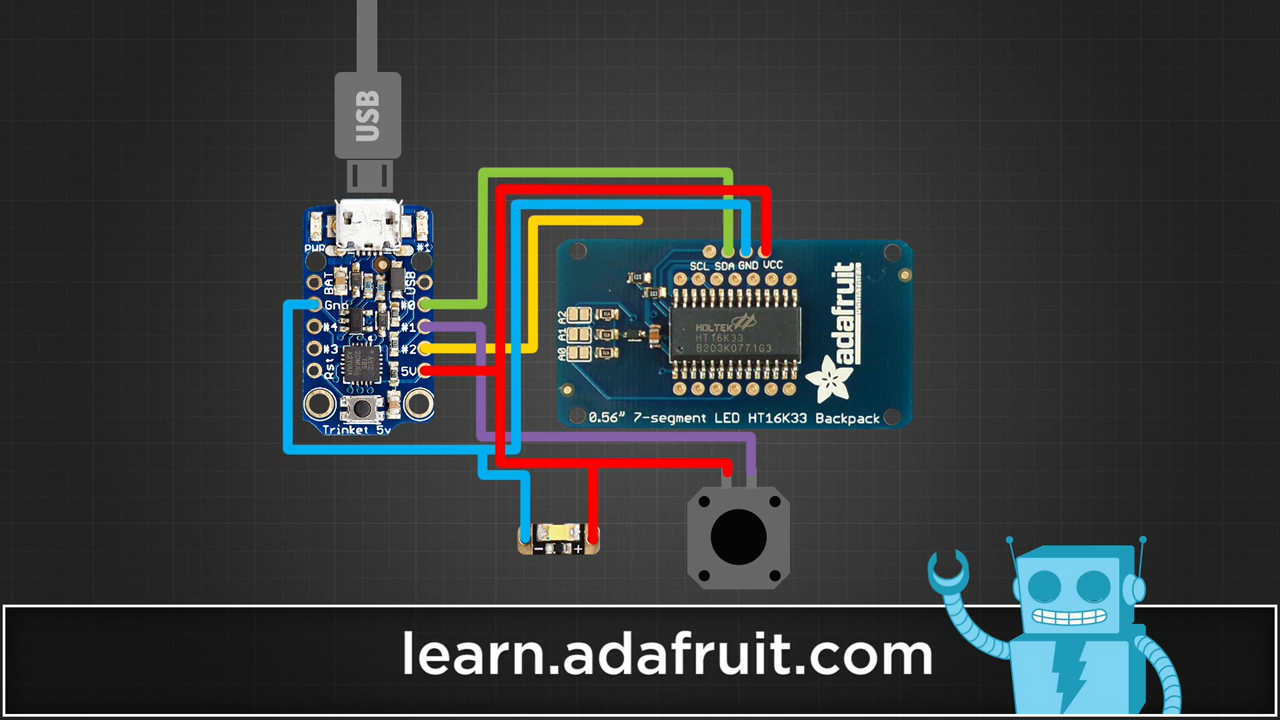 USB
PWR
#1
BAT
USB
Gnd
#0
#4
#1
#3
#2
Rst
5V
Trinket 5v
SCL SDA GND VCC
A2
A1
A0
HOLTEK
HT16K33
B203K0771G3
adafruit
0.56" 7-segment LED HT16K33 Backpack
- +
learn.adafruit.com